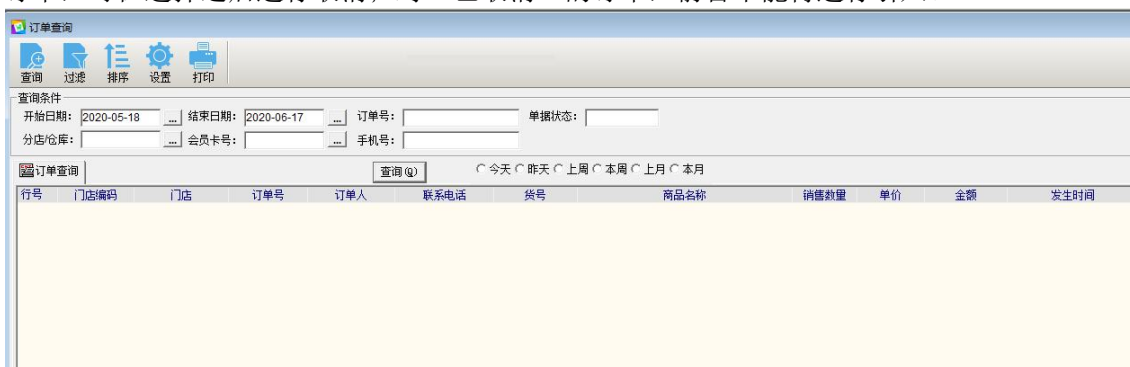 订单查询
查询 过滤 排序 设置 打印
查询条件
开始日期: 2020-05-18 ... 结束日期: 2020-06-17 ... 订单号: 单据状态:
分店/仓库: ... 会员卡号: ... 手机号:
订单查询 查询(Q) 今天 昨天 上周 本周 上月 本月
行号 门店编码 门店 订单号 订单人 联系电话 货号 商品名称 销售数量 单价 金额 发生时间